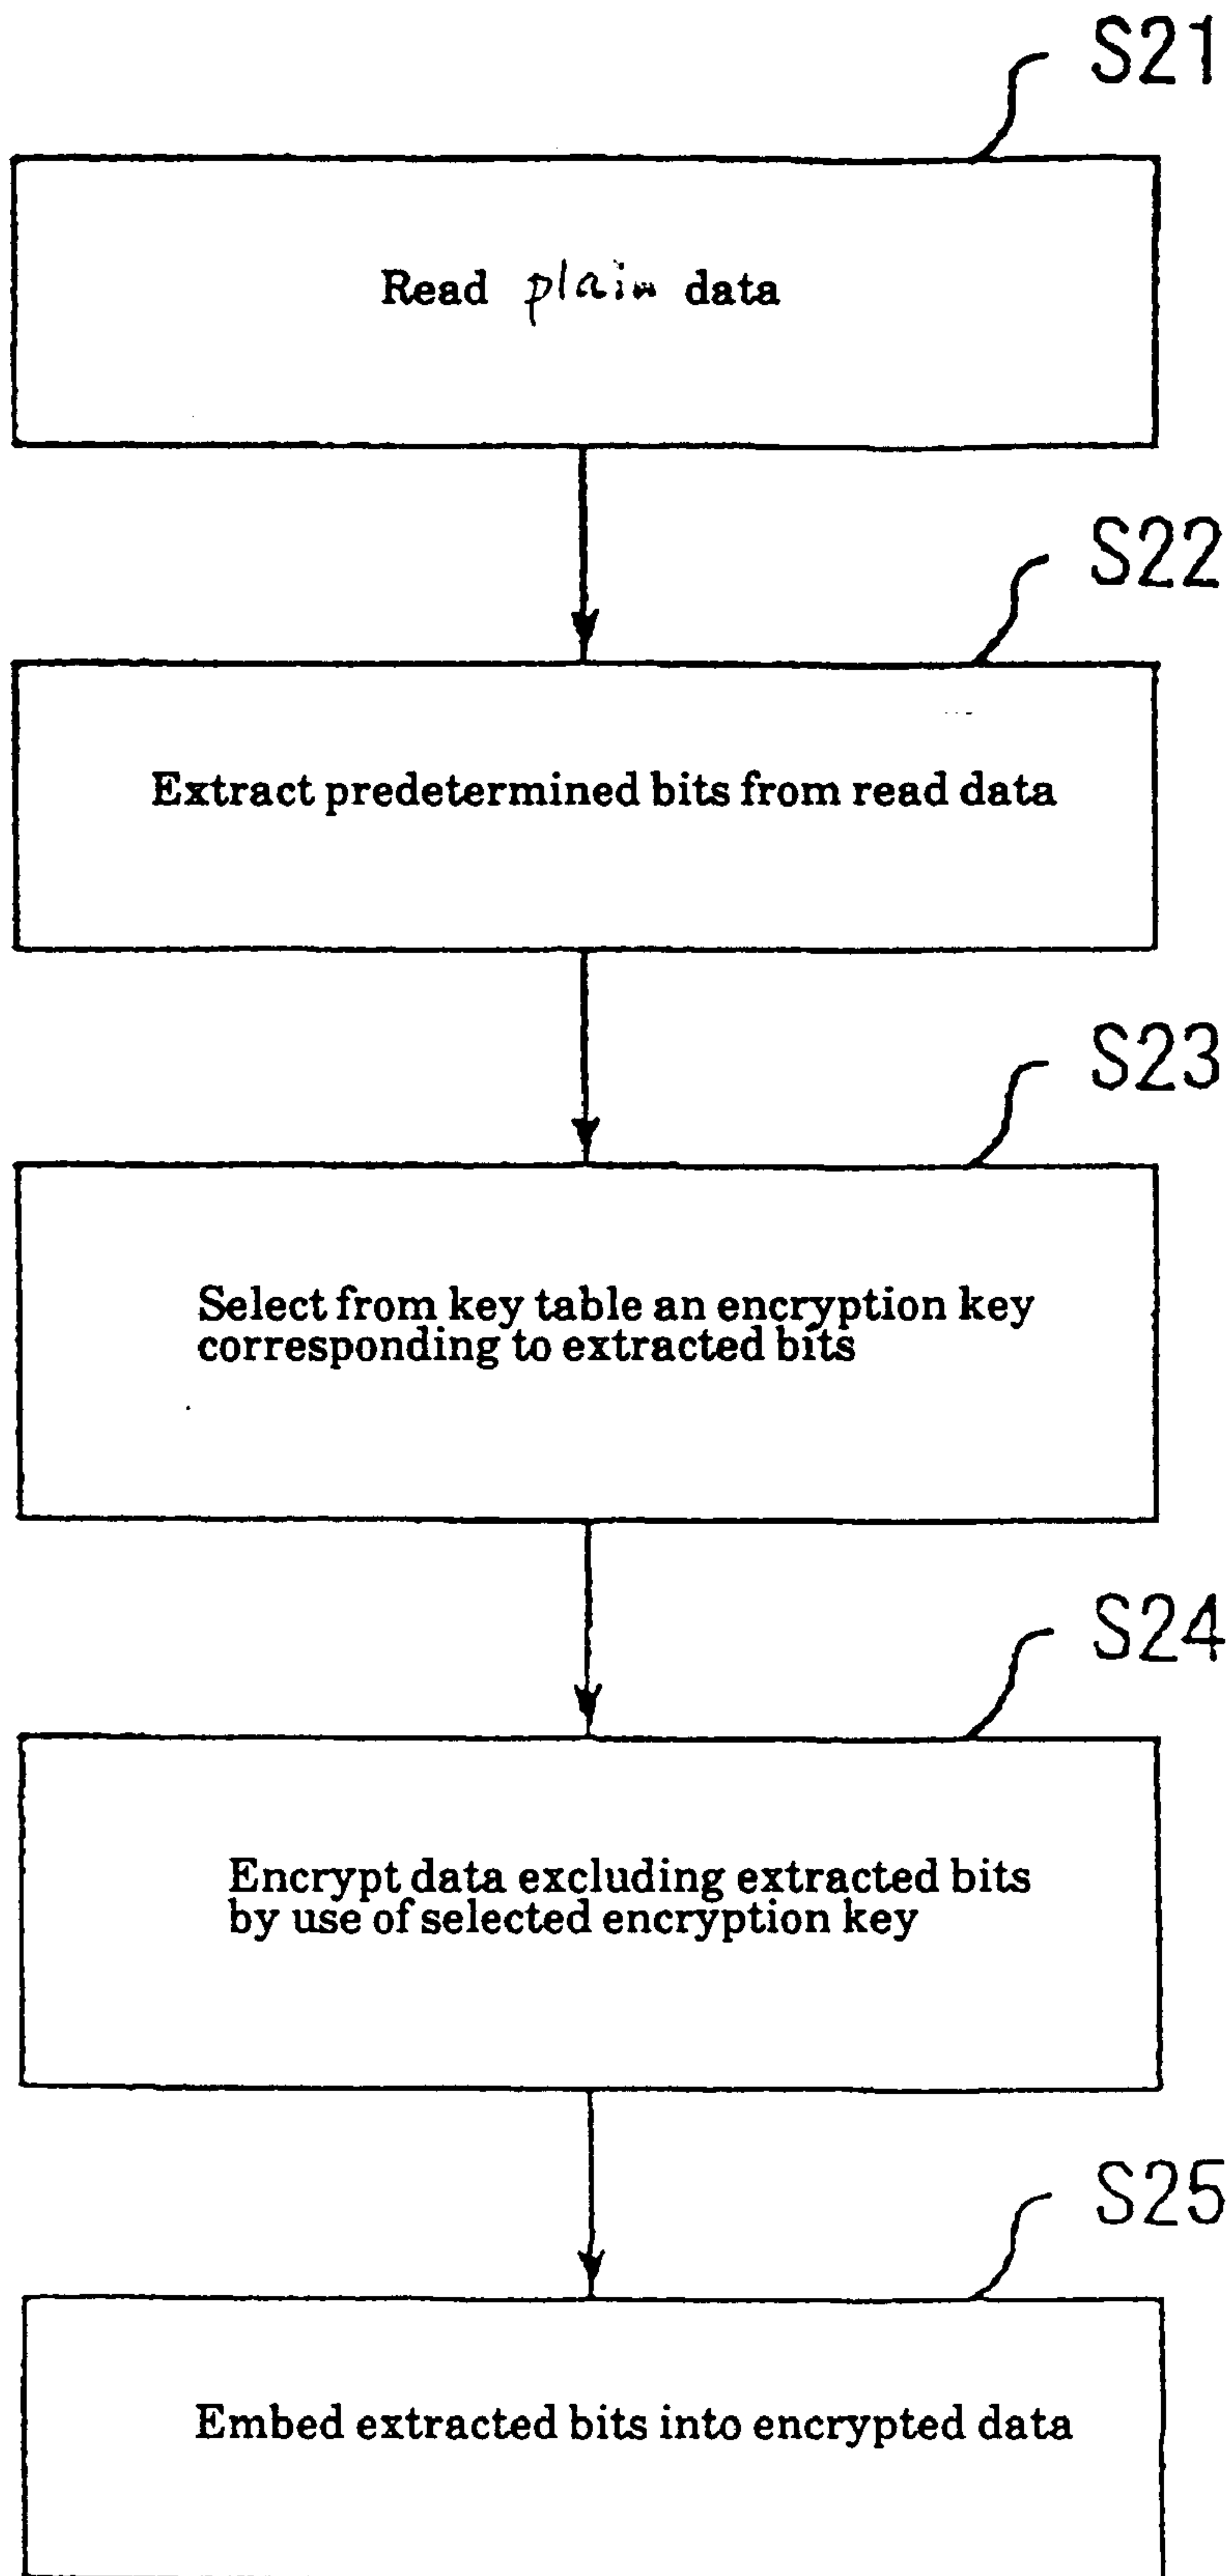 S21
Read plain data
S22
Extract predetermined bits from read data
S23
Select from key table an encryption key
corresponding to extracted bits
S24
Encrypt data excluding extracted bits
by use of selected encryption key
S25
Embed extracted bits into encrypted data